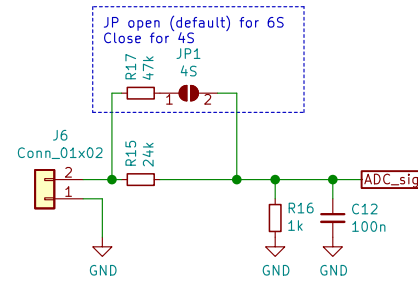 JP open (default) for 6S
Close for 4S
JP1
4S
R17
47k
1
2
J6
Conn_01x02
R15
24k
2
1
ADC_sig
R16
1k
C12
100n
GND
GND
GND